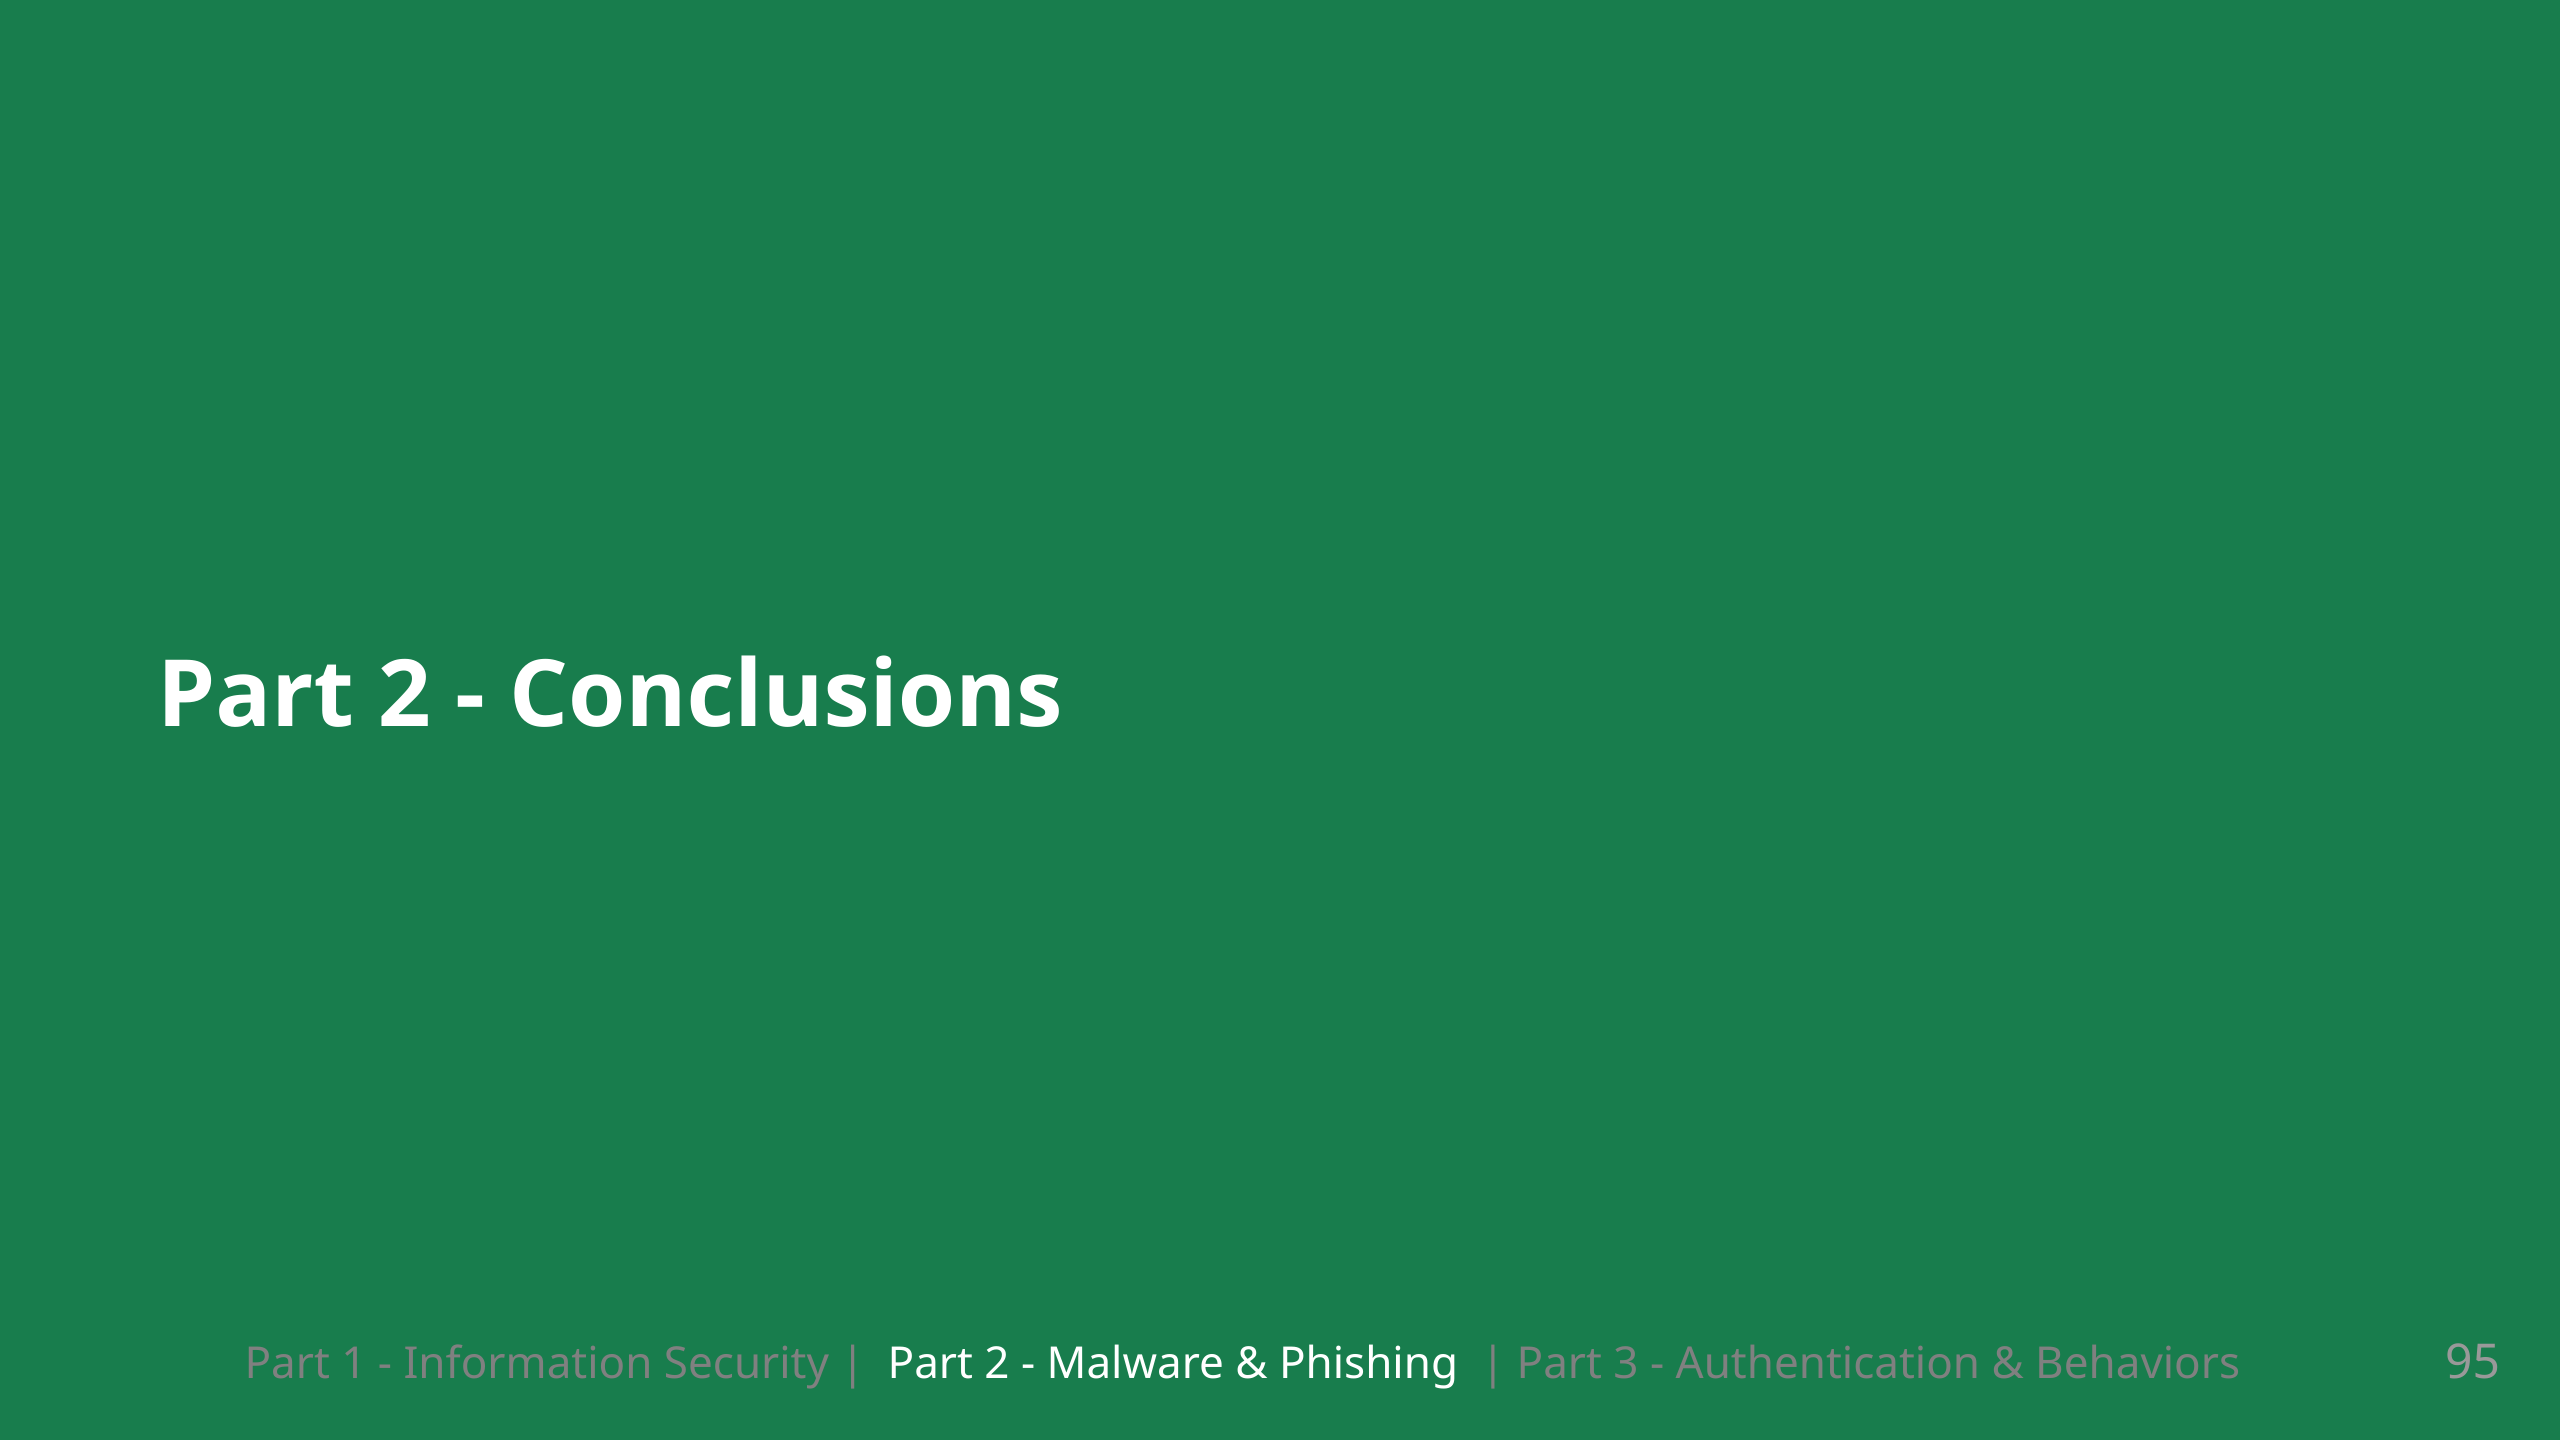 Part 2 - Conclusions
Part 1 - Information Security | Part 2 - Malware & Phishing | Part 3 - Authentication & Behaviors 95